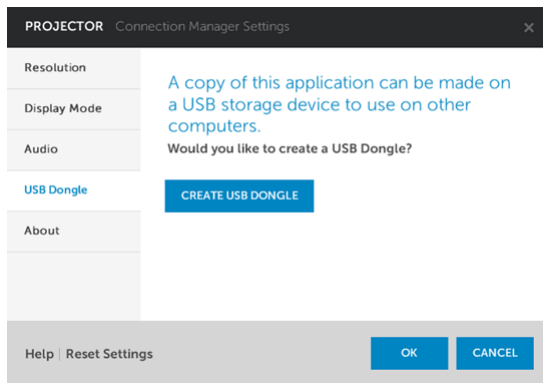 PROJECTOR Connection Manager Settings
Resolution
Display Mode
Audio
USB Dongle
About
A copy of this application can be made on
a USB storage device to use on other
computers.
Would you like to create a USB Dongle?
CREATE USB DONGLE
Help | Reset Settings
OK
CANCEL